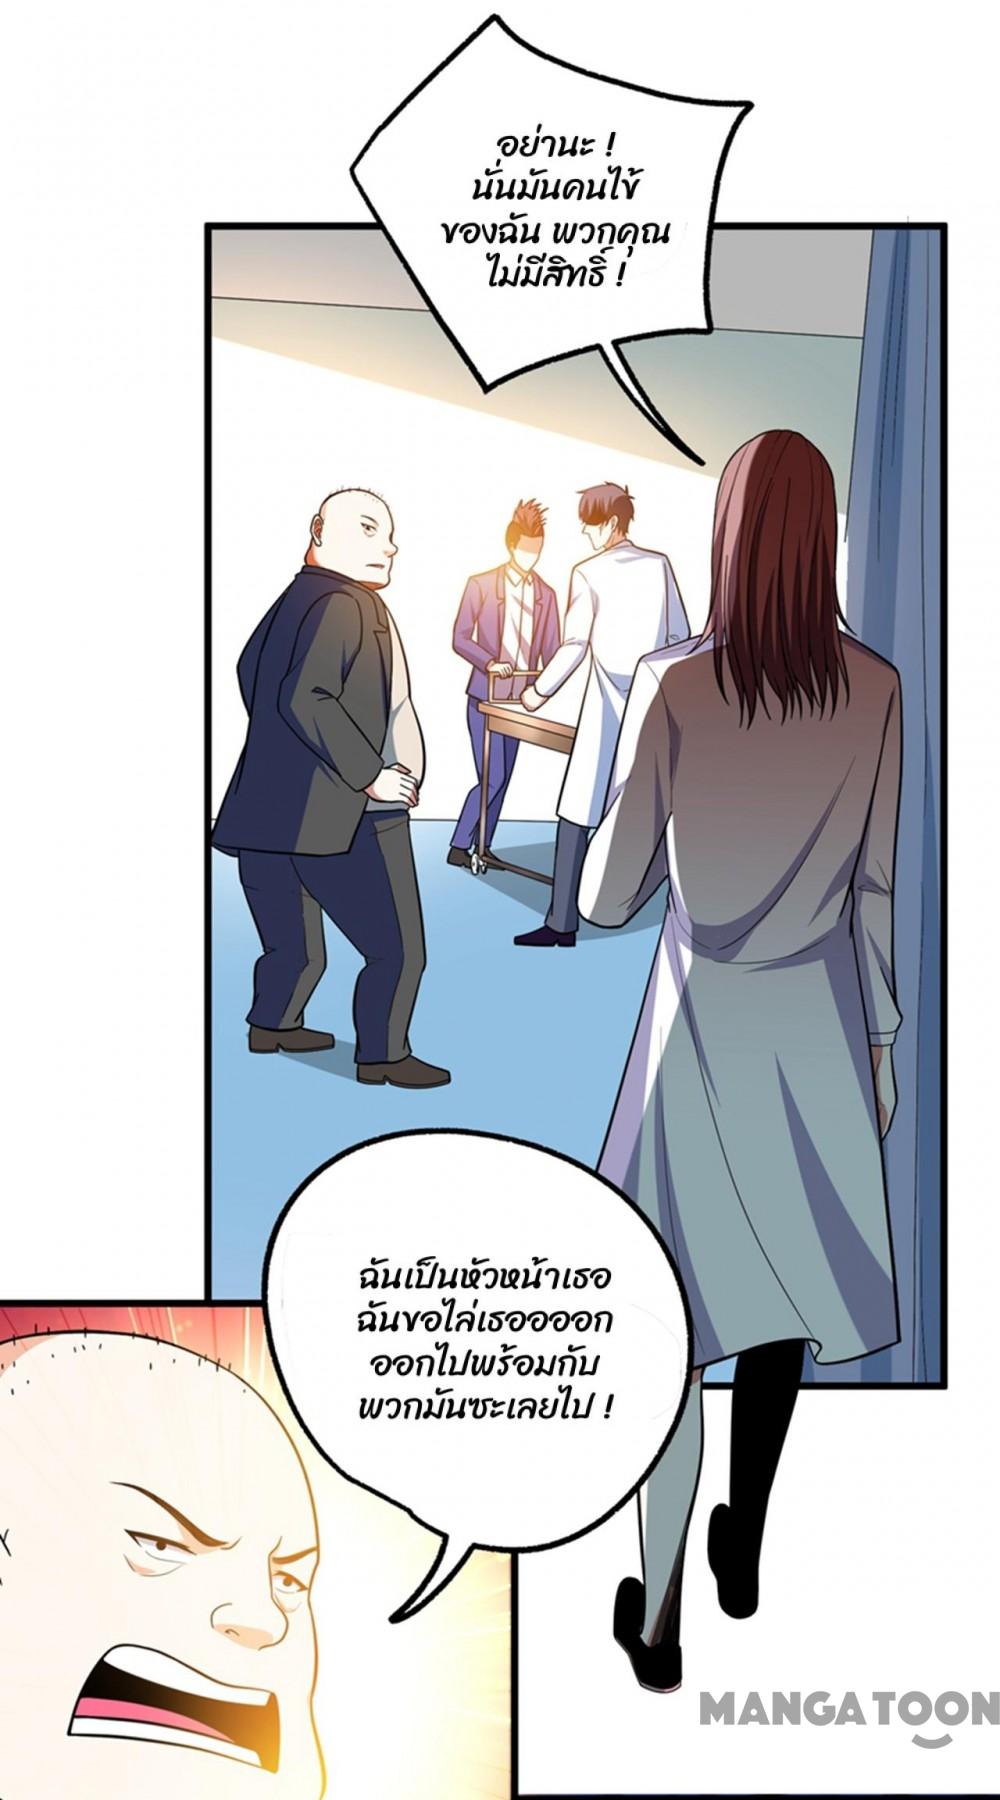 อย่านะ !
นั่นมันคนไข้
ของฉัน พวกคุณ
ไม่มีสิทธิ์ !
ฉันเป็นหัวหน้าเธอ
ฉันขอไล่เธออออก
ออกไปพร้อมกับ
พวกมันซะเลยไป !
MANGATOON